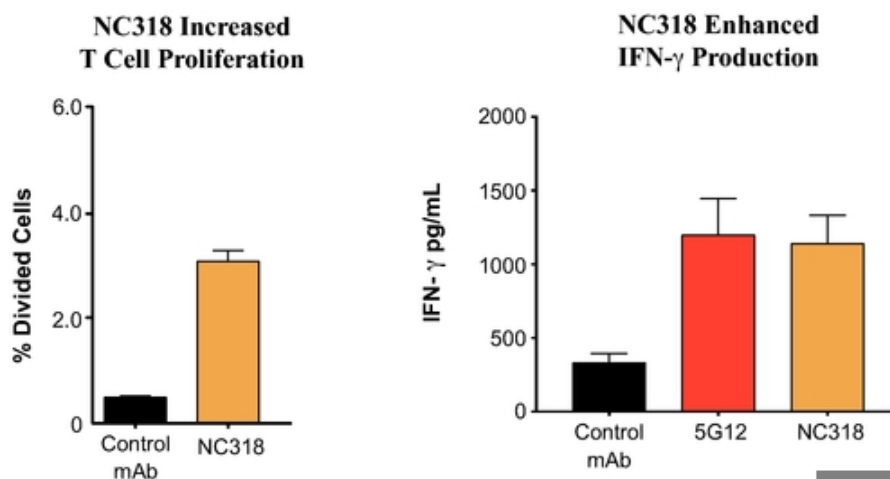 NC318 Increased
T Cell Proliferation
% Divided Cells
6.0
4.0
2.0
0
Control
mAb
NC318
NC318 Enhanced
IFN-γ Production
IFN- γ pg/mL
2000
1500
1000
500
0
Control
mAb
5G12
NC318